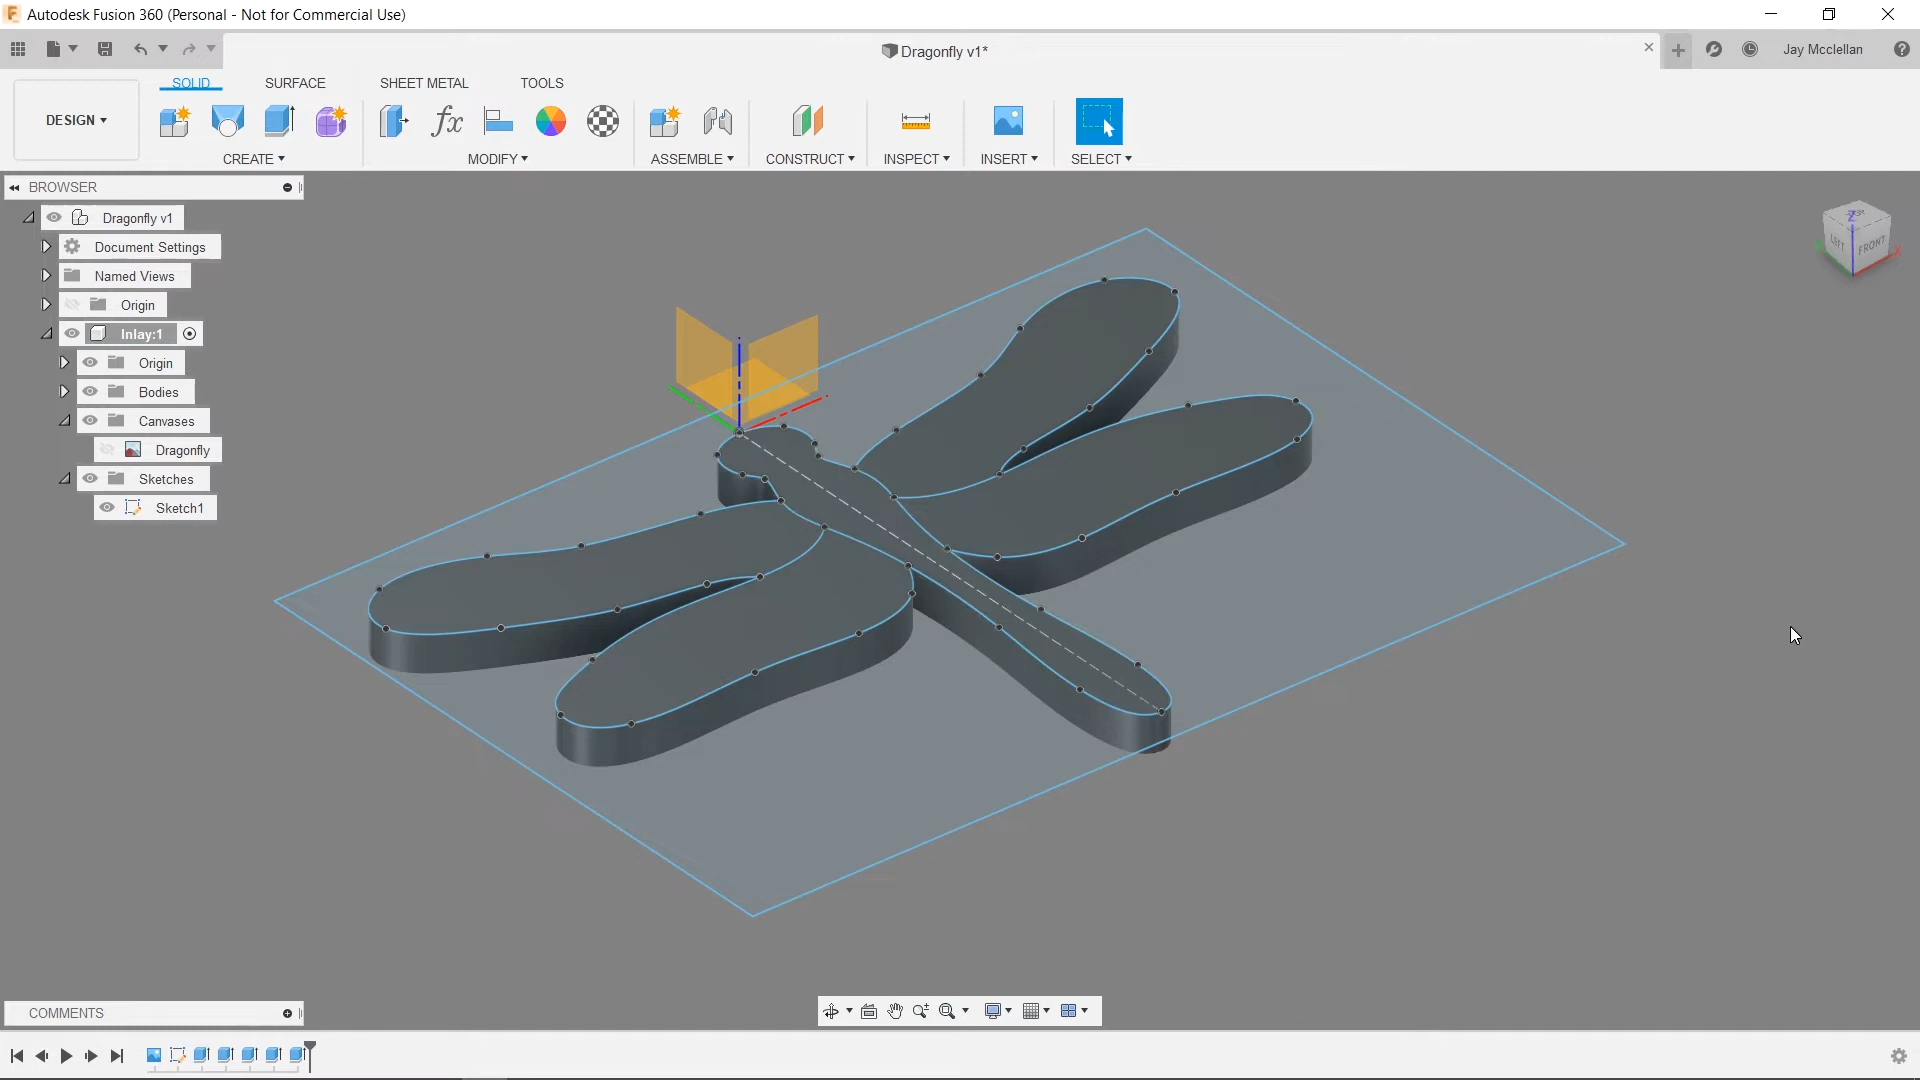 Autodesk Fusion 360 (Personal - Not for Commercial Use)
Dragonfly v1*
Jay Mcclellan
SOLID SURFACE SHEET METAL TOOLS
DESIGN
CREATE MODIFY ASSEMBLE CONSTRUCT INSPECT INSERT SELECT
BROWSER
Dragonfly v1
Document Settings
Named Views
Origin
Inlay:1
Origin
Bodies
Canvases
Dragonfly
Sketches
Sketch1
Z
LEFT FRONT
X
COMMENTS